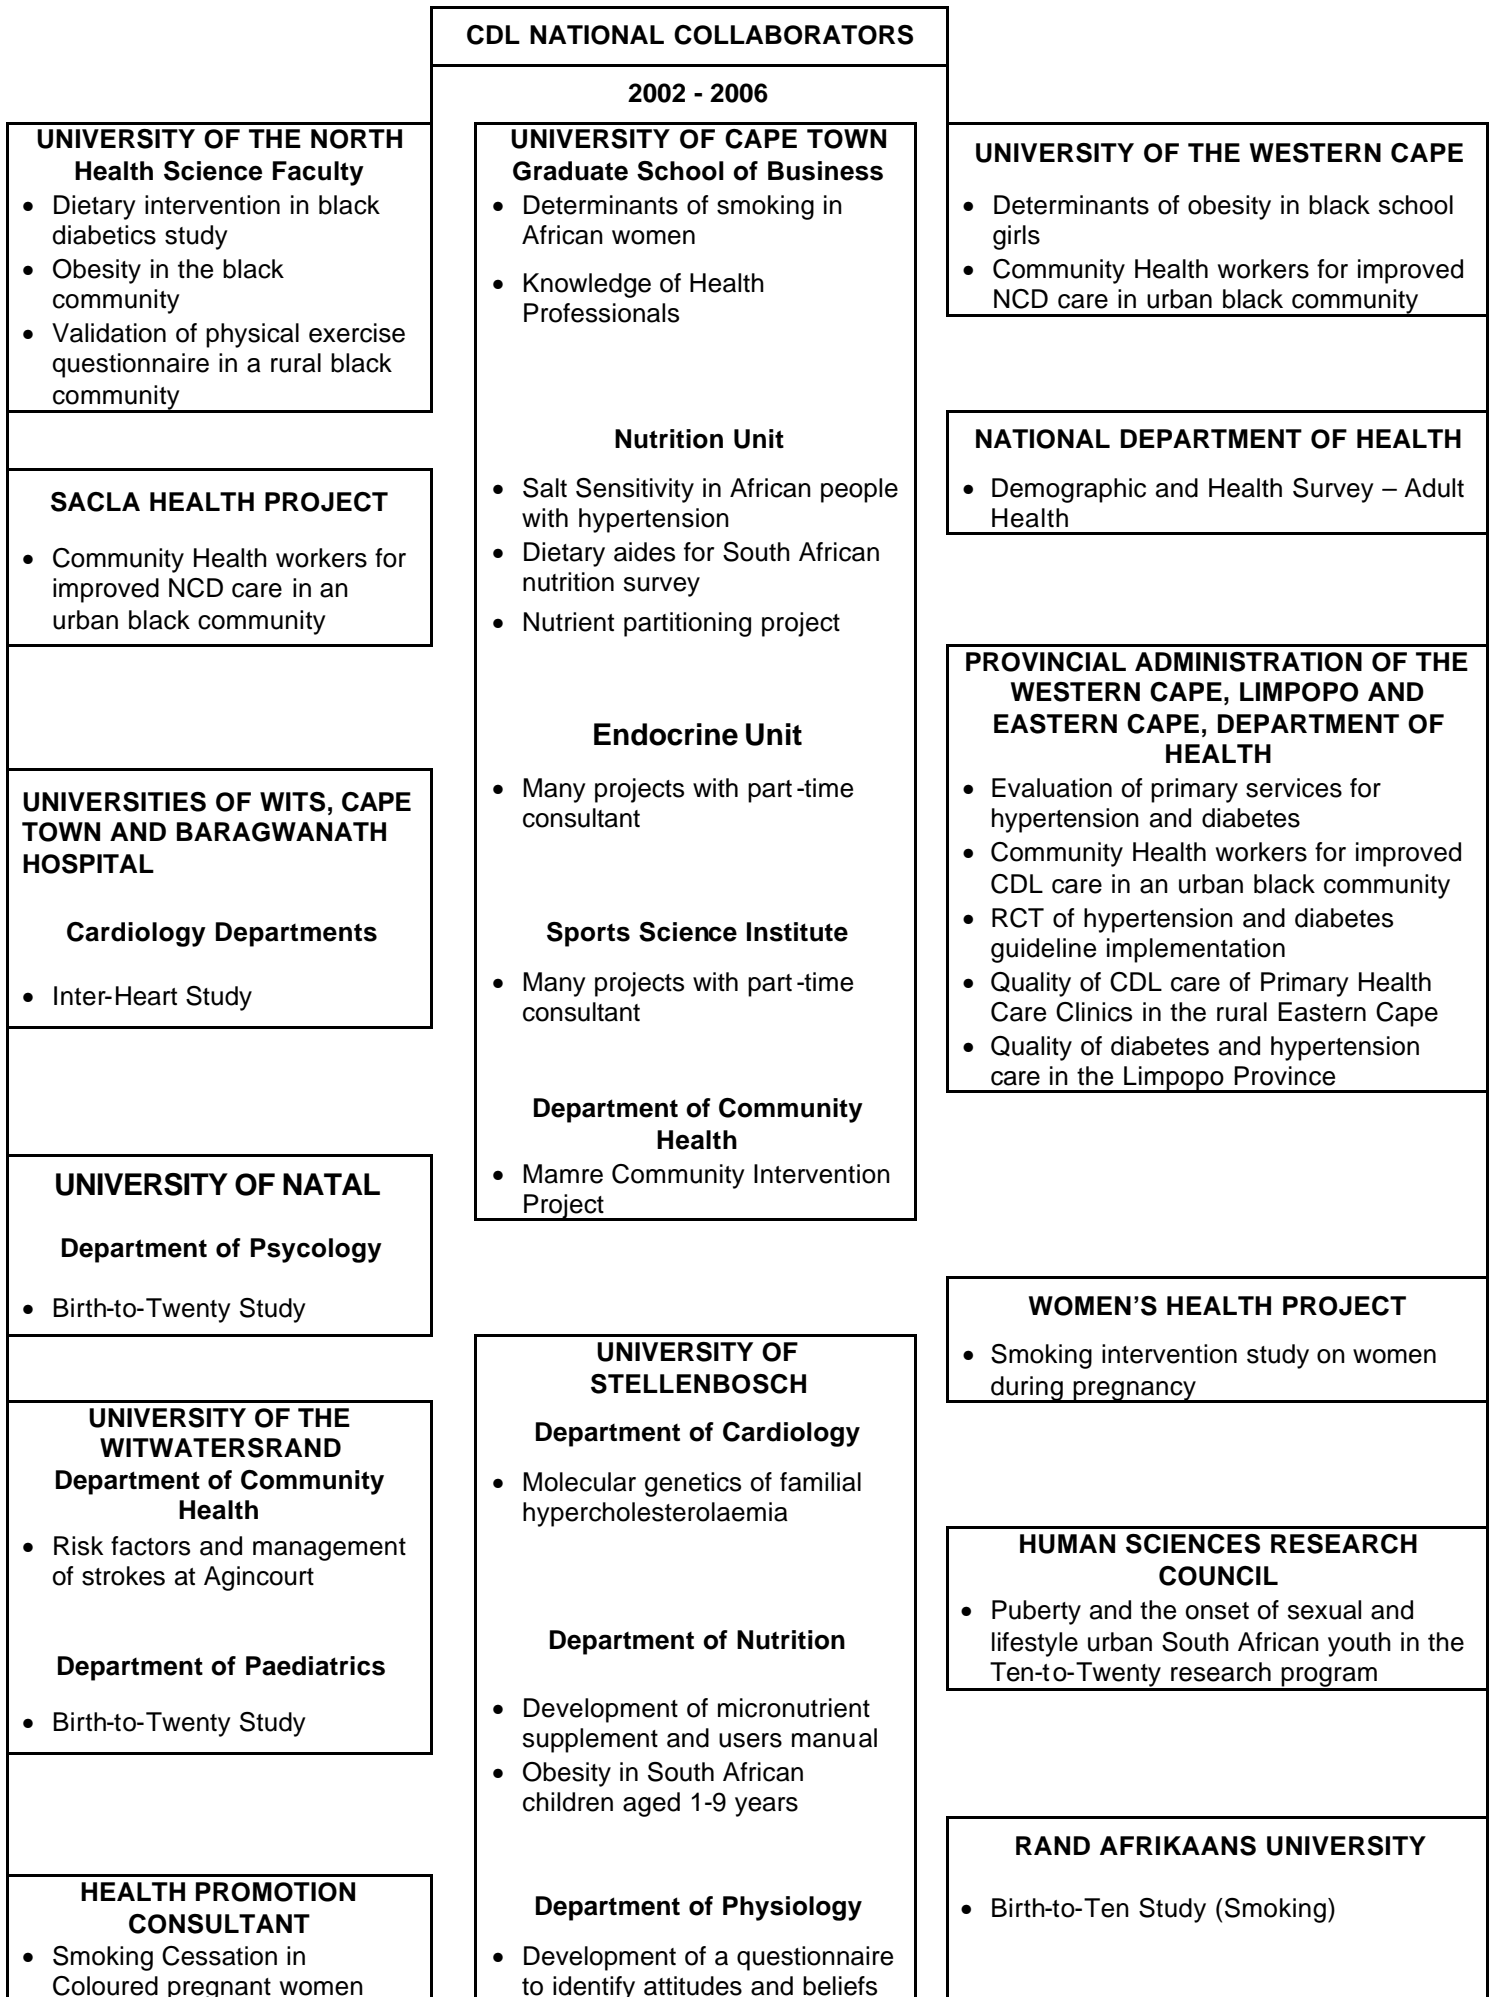 CDL NATIONAL COLLABORATORS
2002 - 2006
UNIVERSITY OF THE NORTH
Health Science Faculty
• Dietary intervention in black
diabetics study
• Obesity in the black
community
• Validation of physical exercise
questionnaire in a rural black
community
SACLA HEALTH PROJECT
• Community Health workers for
improved NCD care in an
urban black community
UNIVERSITIES OF WITS, CAPE
TOWN AND BARAGWANATH
HOSPITAL
Cardiology Departments
• Inter-Heart Study
UNIVERSITY OF NATAL
Department of Psycology
• Birth-to-Twenty Study
UNIVERSITY OF THE
WITWATERSRAND
Department of Community
Health
• Risk factors and management
of strokes at Agincourt
Department of Paediatrics
• Birth-to-Twenty Study
HEALTH PROMOTION
CONSULTANT
• Smoking Cessation in
Coloured pregnant women
UNIVERSITY OF CAPE TOWN
Graduate School of Business
• Determinants of smoking in
African women
• Knowledge of Health
Professionals
Nutrition Unit
• Salt Sensitivity in African people
with hypertension
• Dietary aides for South African
nutrition survey
• Nutrient partitioning project
Endocrine Unit
• Many projects with part-time
consultant
Sports Science Institute
• Many projects with part-time
consultant
Department of Community
Health
• Mamre Community Intervention
Project
UNIVERSITY OF
STELLENBOSCH
Department of Cardiology
• Molecular genetics of familial
hypercholesterolaemia
Department of Nutrition
• Development of micronutrient
supplement and users manual
• Obesity in South African
children aged 1-9 years
Department of Physiology
• Development of a questionnaire
to identify attitudes and beliefs
UNIVERSITY OF THE WESTERN CAPE
• Determinants of obesity in black school
girls
• Community Health workers for improved
NCD care in urban black community
NATIONAL DEPARTMENT OF HEALTH
• Demographic and Health Survey – Adult
Health
PROVINCIAL ADMINISTRATION OF THE
WESTERN CAPE, LIMPOPO AND
EASTERN CAPE, DEPARTMENT OF
HEALTH
• Evaluation of primary services for
hypertension and diabetes
• Community Health workers for improved
CDL care in an urban black community
• RCT of hypertension and diabetes
guideline implementation
• Quality of CDL care of Primary Health
Care Clinics in the rural Eastern Cape
• Quality of diabetes and hypertension
care in the Limpopo Province
WOMEN’S HEALTH PROJECT
• Smoking intervention study on women
during pregnancy
HUMAN SCIENCES RESEARCH
COUNCIL
• Puberty and the onset of sexual and
lifestyle urban South African youth in the
Ten-to-Twenty research program
RAND AFRIKAANS UNIVERSITY
• Birth-to-Ten Study (Smoking)